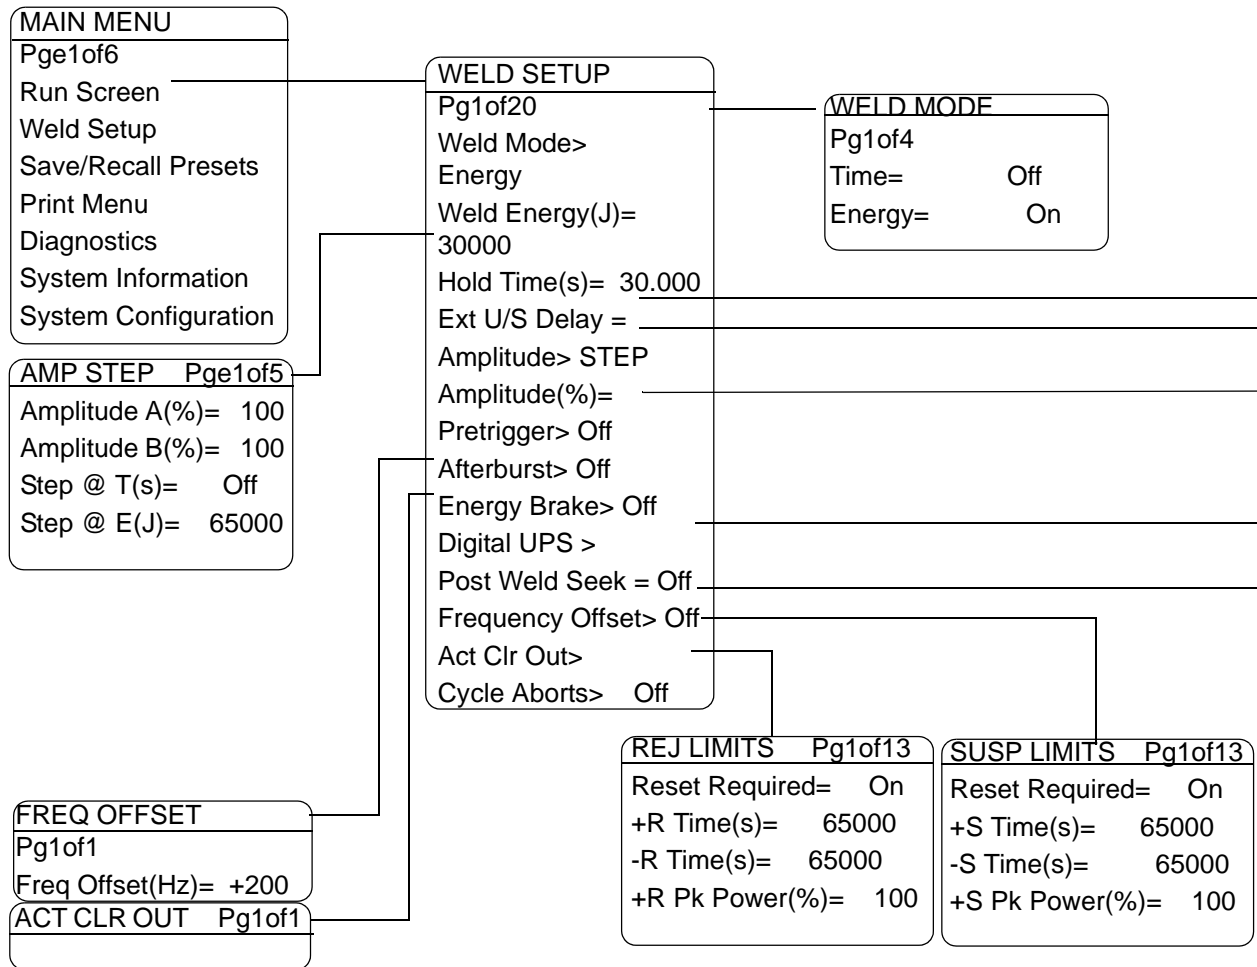 MAIN MENU
Pge1of6
Run Screen
Weld Setup
Save/Recall Presets
Print Menu
Diagnostics
System Information
System Configuration
AMP STEP Pge1of5
Amplitude A(%)= 100
Amplitude B(%)= 100
Step @ T(s)= Off
Step @ E(J)= 65000
WELD SETUP
Pg1of20
Weld Mode>
Energy
Weld Energy(J)=
30000
Hold Time(s)= 30.000
Ext U/S Delay =
Amplitude> STEP
Amplitude(%)=
Pretrigger> Off
Afterburst> Off
Energy Brake> Off
Digital UPS >
Post Weld Seek = Off
Frequency Offset> Off
Act Clr Out>
Cycle Aborts> Off
WELD MODE
Pg1of4
Time= Off
Energy= On
FREQ OFFSET
Pg1of1
Freq Offset(Hz)= +200
ACT CLR OUT Pg1of1
REJ LIMITS Pg1of13
Reset Required= On
+R Time(s)= 65000
-R Time(s)= 65000
+R Pk Power(%)= 100
SUSP LIMITS Pg1of13
Reset Required= On
+S Time(s)= 65000
-S Time(s)= 65000
+S Pk Power(%)= 100